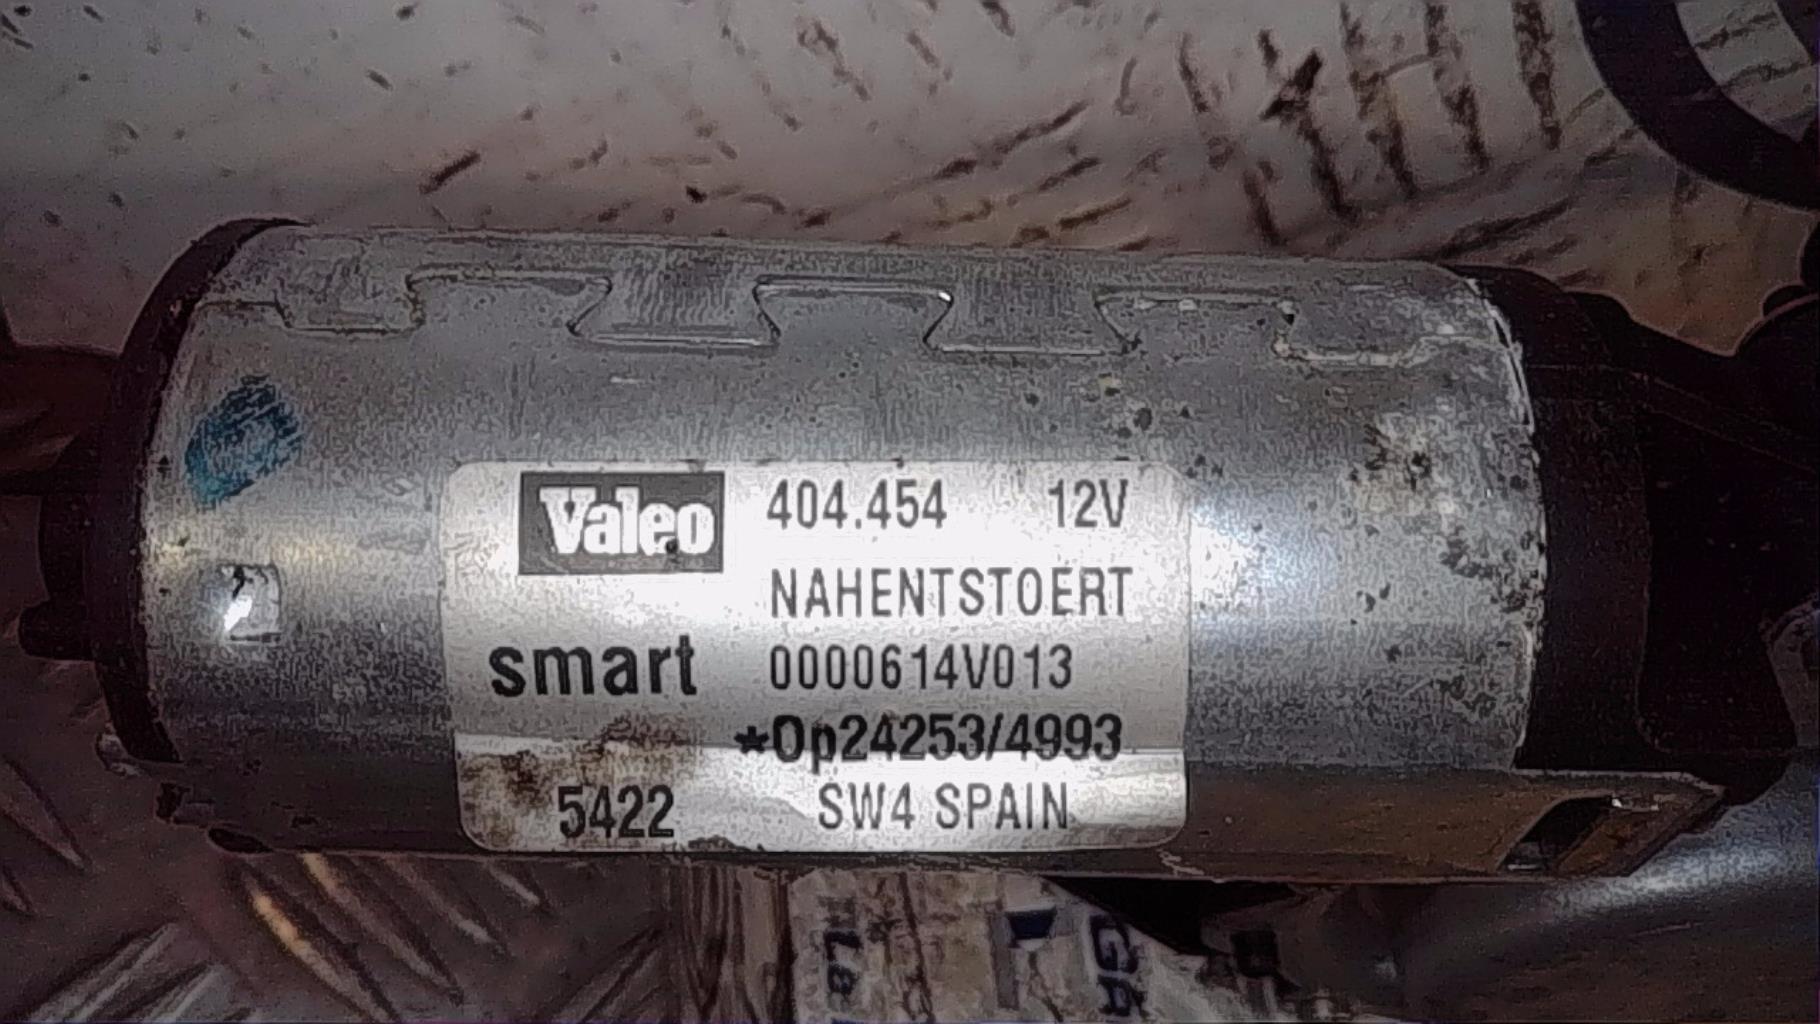 Valeo 404.454 12V
NAHENTSTOERT
smart 0000614V013
*Op24253/4993
5422 SW4 SPAIN